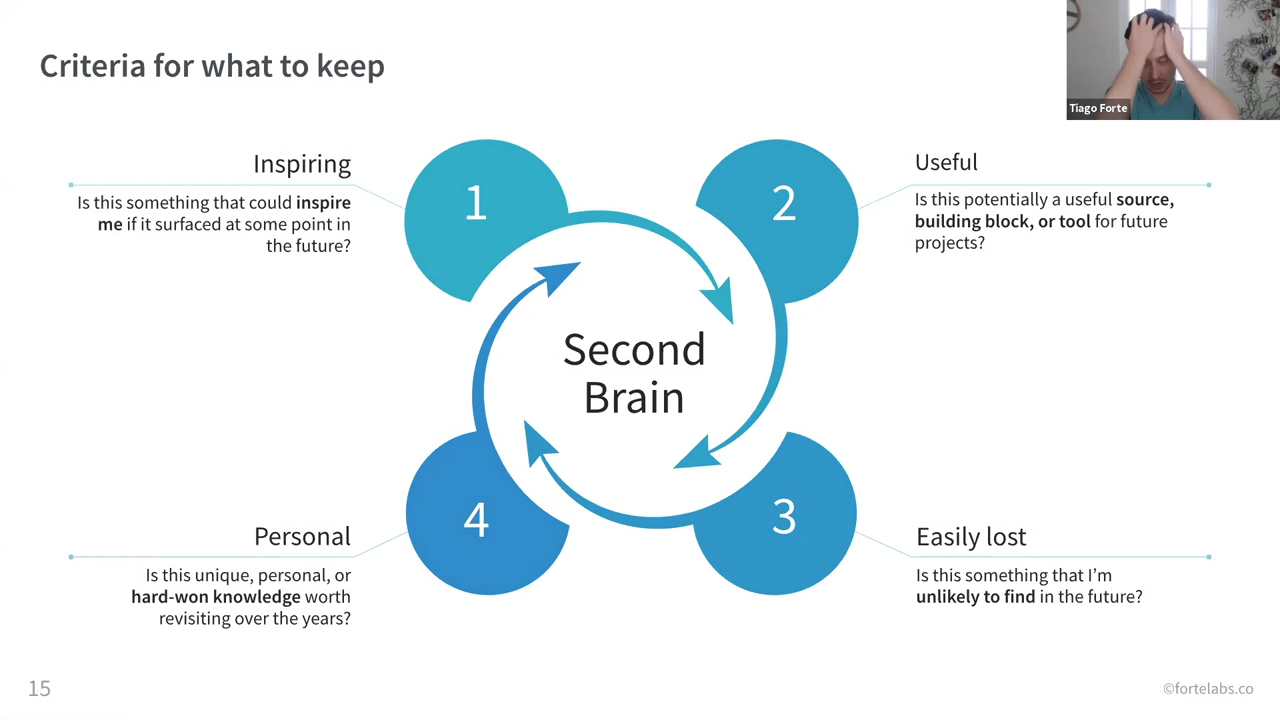 Criteria for what to keep
Tiago Forte
Inspiring
Is this something that could inspire
me if it surfaced at some point in
the future?
1
2
Useful
Is this potentially a useful source,
building block, or tool for future
projects?
Second
Brain
Personal
Is this unique, personal, or
hard-won knowledge worth
revisiting over the years?
4
3
Easily lost
Is this something that I’m
unlikely to find in the future?
15
©fortelabs.co